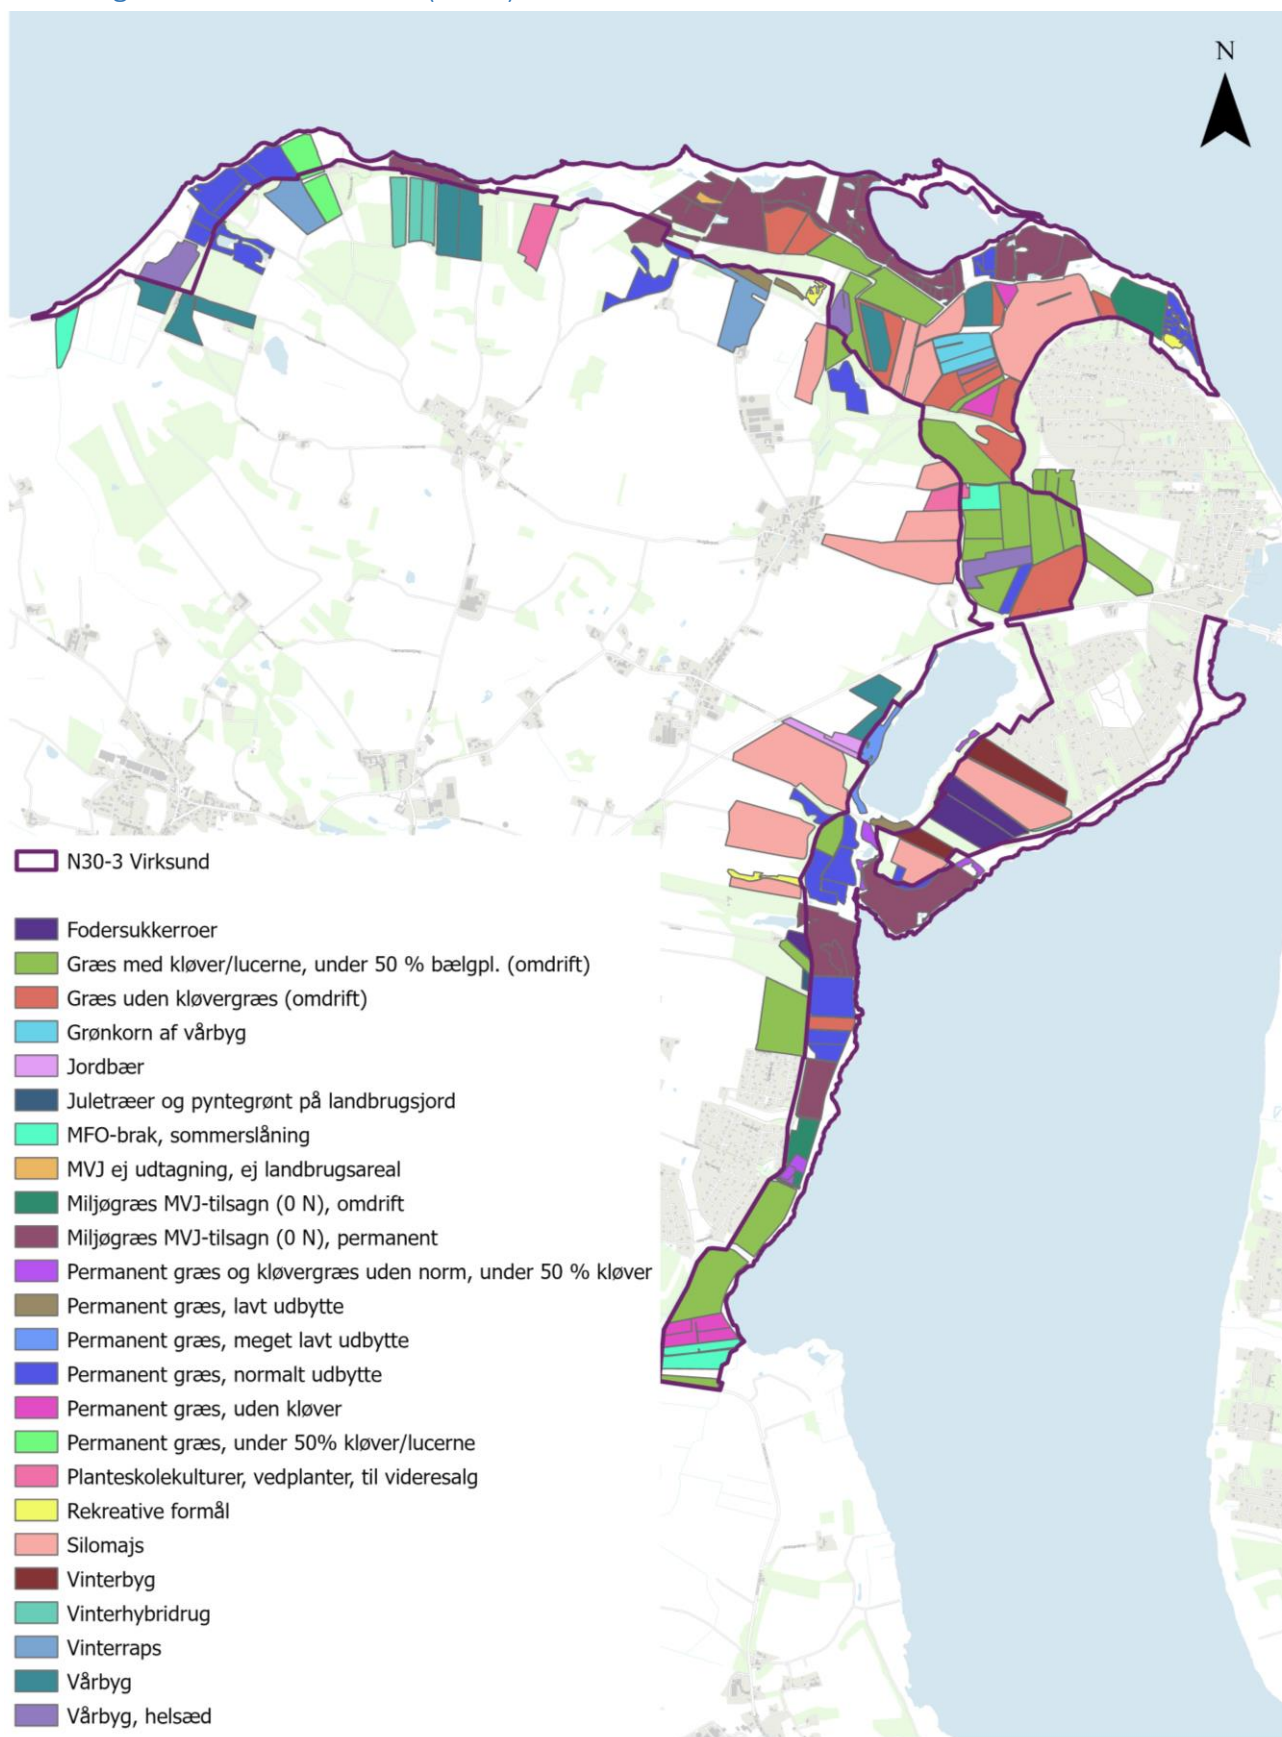 N
N30-3 Virksund
Fodersukkerroer
Græs med kløver/lucerne, under 50 % bælgpl. (omdrift)
Græs uden kløvergræs (omdrift)
Grønkorn af vårbyg
Jordbær
Juletræer og pyntegrønt på landbrugsjord
MFO-brak, sommerslåning
MVJ ej udtagning, ej landbrugsareal
Miljøgræs MVJ-tilsagn (0 N), omdrift
Miljøgræs MVJ-tilsagn (0 N), permanent
Permanent græs og kløvergræs uden norm, under 50 % kløver
Permanent græs, lavt udbytte
Permanent græs, meget lavt udbytte
Permanent græs, normalt udbytte
Permanent græs, uden kløver
Permanent græs, under 50% kløver/lucerne
Planteskolekulturer, vedplanter, til videresalg
Rekreative formål
Silomajs
Vinterbyg
Vinterhybridrug
Vinterraps
Vårbyg
Vårbyg, helsæd